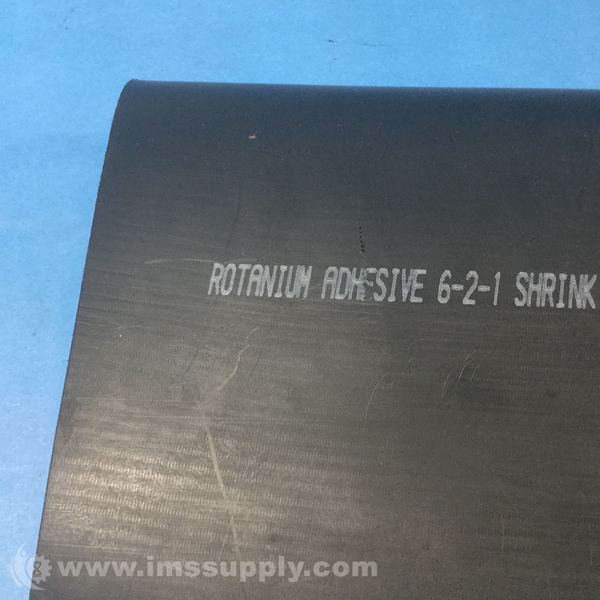 ROTANIUM ADHESIVE 6-2-1 SHRINK
www.imssupply.com